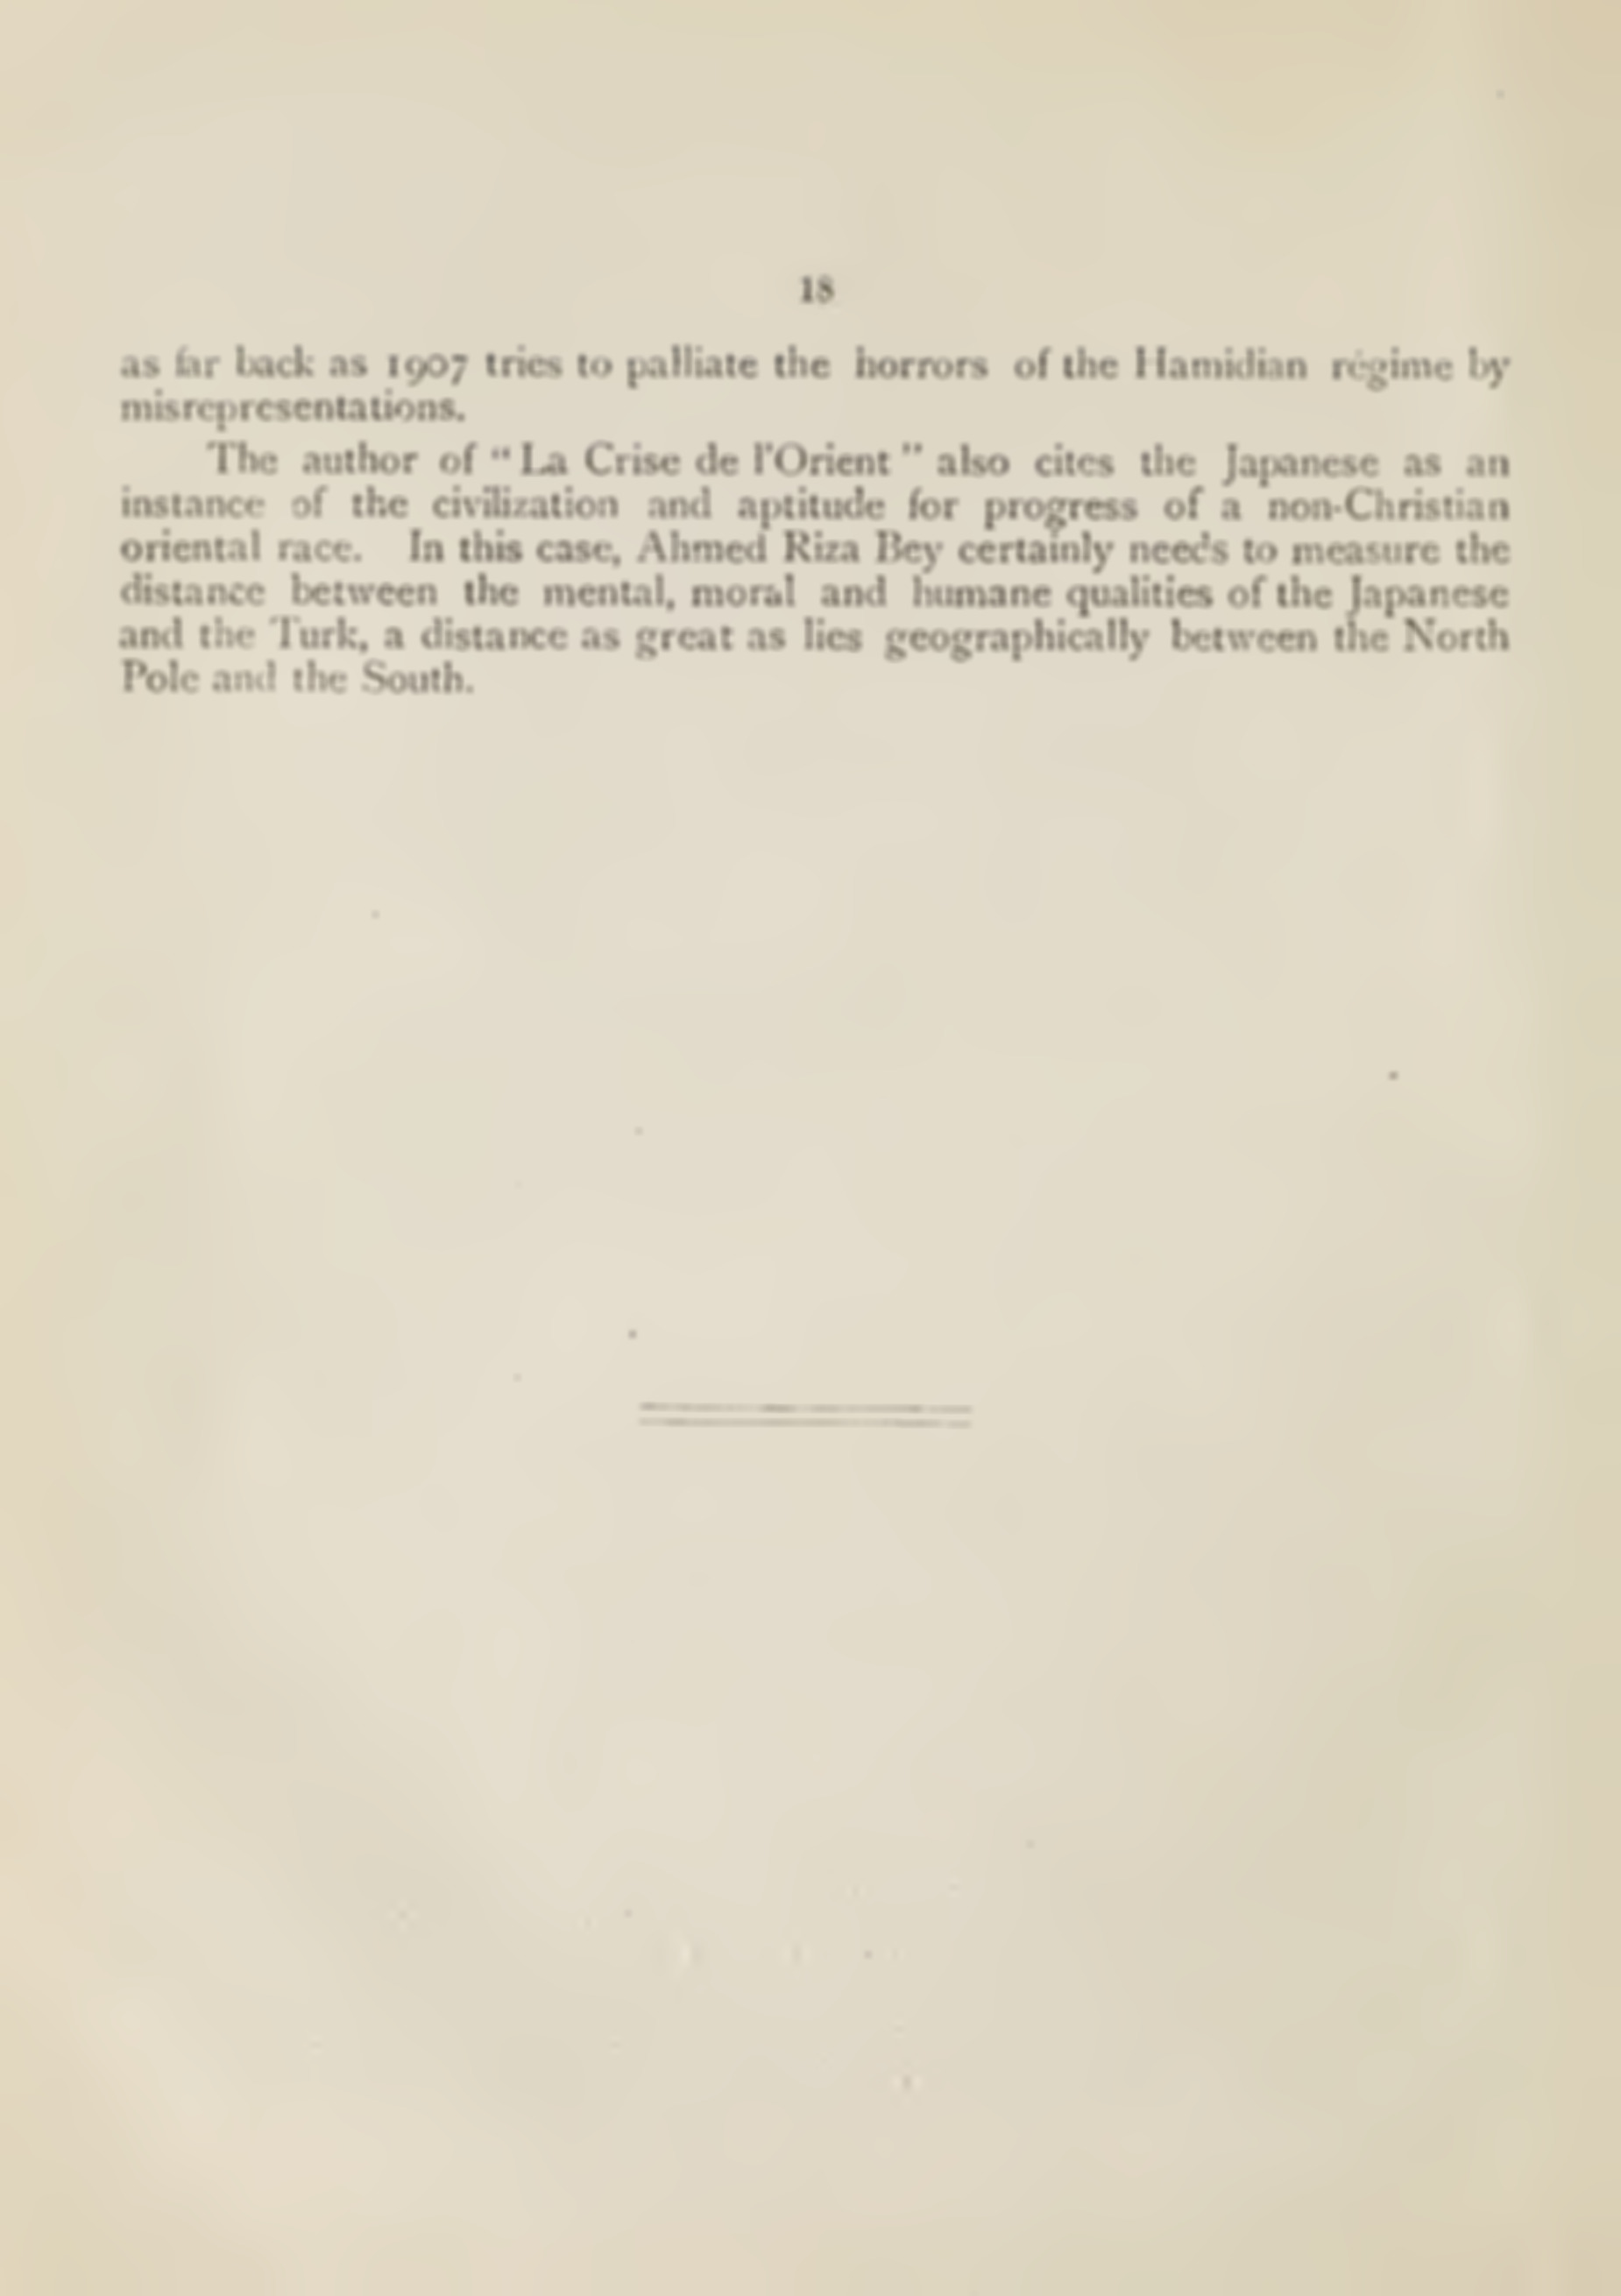 18
as far back as 1907 tries to palliate the horrors of the Hamidian régime by
misrepresentations.
The author of “ La Crise de l'Orient ” also cites the Japanese as an
instance of the civilization and aptitude for progress of a non-Christian
oriental race. In this case, Ahmed Riza Bey certainly needs to measure the
distance between the mental, moral and humane qualities of the Japanese
and the Turk, a distance as great as lies geographically between the North
Pole and the South.